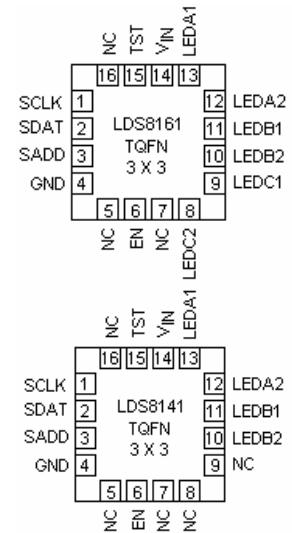 NC TST VIN LEDA1
16 15 14 13
SCLK 1 12 LEDA2
SDAT 2 LDS8161 11 LEDB1
SADD 3 TQFN 10 LEDB2
GND 4 3 X 3 9 LEDC1
5 6 7 8
NC EN NC LEDC2
NC TST VIN LEDA1
16 15 14 13
SCLK 1 12 LEDA2
SDAT 2 LDS8141 11 LEDB1
SADD 3 TQFN 10 LEDB2
GND 4 3 X 3 9 NC
5 6 7 8
NC EN NC NC